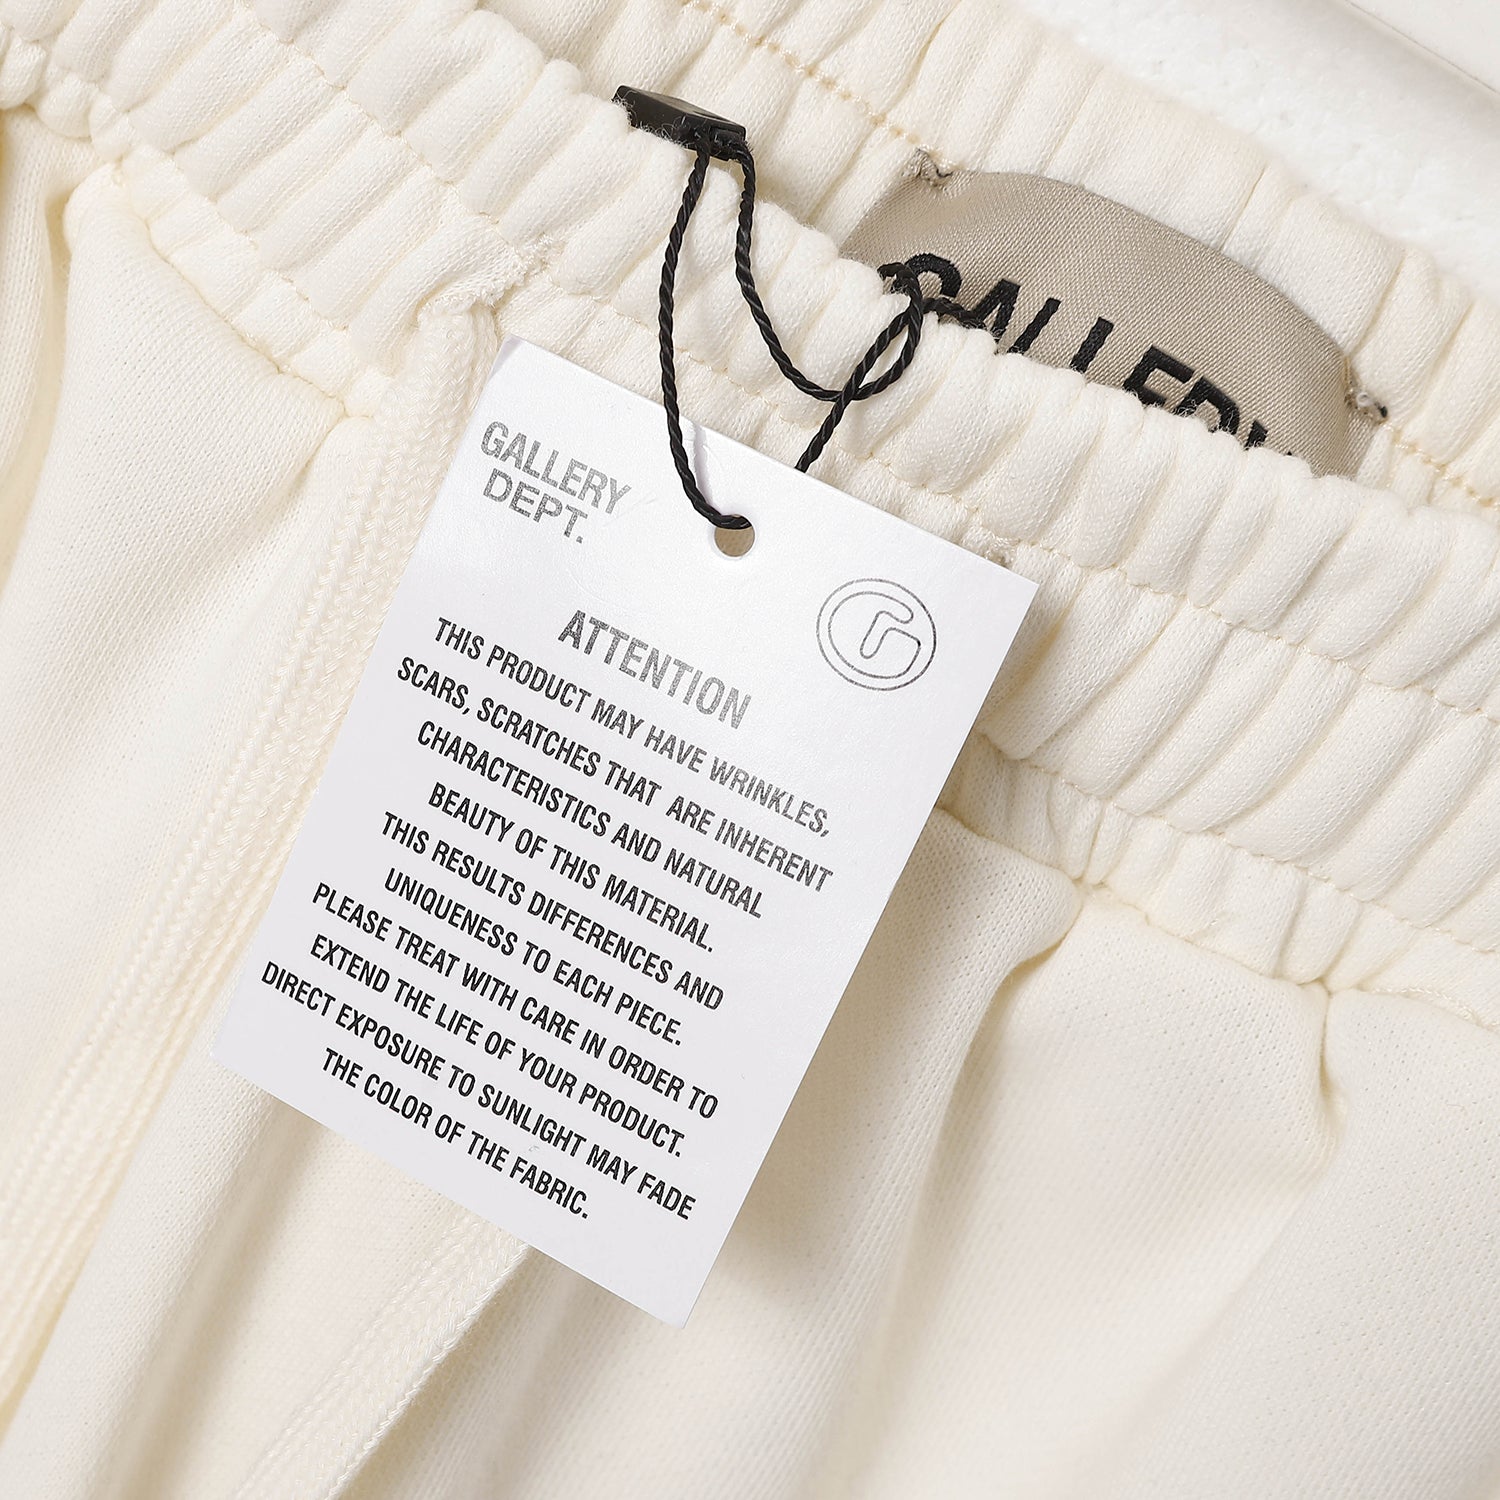 GALLERY
GALLERY
DEPT.
ATTENTION
THIS PRODUCT MAY HAVE WRINKLES,
SCARS, SCRATCHES THAT ARE INHERENT
CHARACTERISTICS AND NATURAL
BEAUTY OF THIS MATERIAL.
THIS RESULTS DIFFERENCES AND
UNIQUENESS TO EACH PIECE.
PLEASE TREAT WITH CARE IN ORDER TO
EXTEND THE LIFE OF YOUR PRODUCT.
DIRECT EXPOSURE TO SUNLIGHT MAY FADE
THE COLOR OF THE FABRIC.